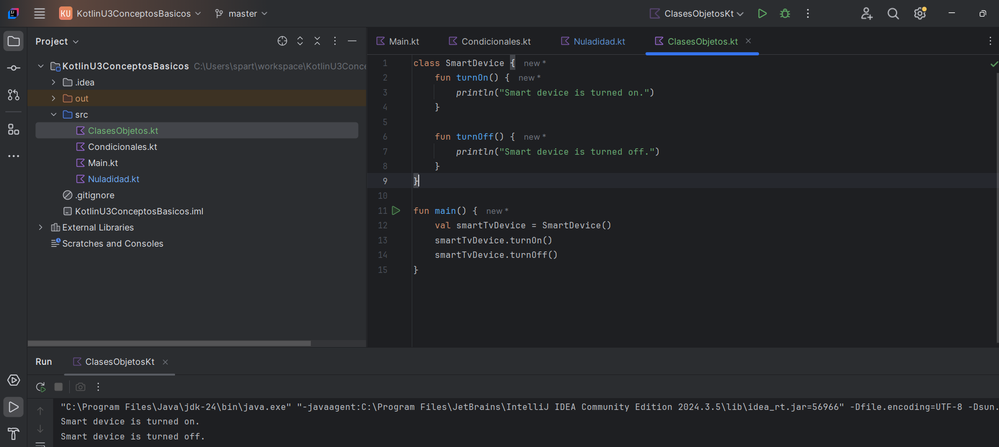 KU KotlinU3ConceptosBasicos master ClasesObjetosKt
Project
KotlinU3ConceptosBasicos C:\Users\spart\workspace\KotlinU3Conce
.idea
out
src
ClasesObjetos.kt
Condicionales.kt
Main.kt
Nuladidad.kt
.gitignore
KotlinU3ConceptosBasicos.iml
External Libraries
Scratches and Consoles
Main.kt Condicionales.kt Nuladidad.kt ClasesObjetos.kt
1 class SmartDevice { new *
2 fun turnOn() { new *
3 println("Smart device is turned on.")
4 }
5
6 fun turnOff() { new *
7 println("Smart device is turned off.")
8 }
9 }
10
11 fun main() { new *
12 val smartTvDevice = SmartDevice()
13 smartTvDevice.turnOn()
14 smartTvDevice.turnOff()
15 }
Run ClasesObjetosKt
"C:\Program Files\Java\jdk-24\bin\java.exe" "-javaagent:C:\Program Files\JetBrains\IntelliJ IDEA Community Edition 2024.3.5\lib\idea_rt.jar=56966" -Dfile.encoding=UTF-8 -Dsun.
Smart device is turned on.
Smart device is turned off.